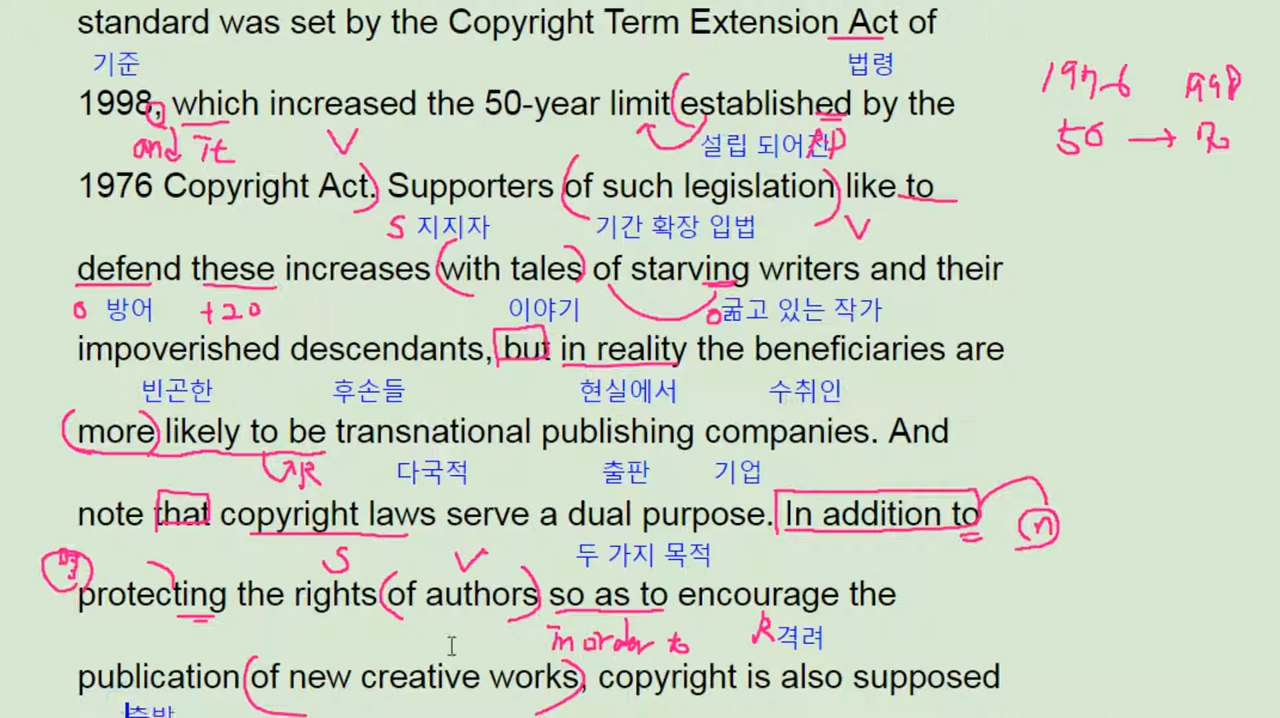 standard was set by the Copyright Term Extension Act of
기준 법령
1998, which increased the 50-year limit established by the
and it V 설립 되어진 pp
1976 1998
50 → 70
1976 Copyright Act. Supporters of such legislation like to
S 지지자 기간 확장 입법 V
defend these increases with tales of starving writers and their
O 방어 +20 이야기 굶고 있는 작가
impoverished descendants, but in reality the beneficiaries are
빈곤한 후손들 현실에서 수취인
more likely to be transnational publishing companies. And
다국적 출판 기업
note that copyright laws serve a dual purpose. In addition to
S V 두 가지 목적 n
protecting the rights of authors so as to encourage the
in order to R 격려
publication of new creative works, copyright is also supposed
출판